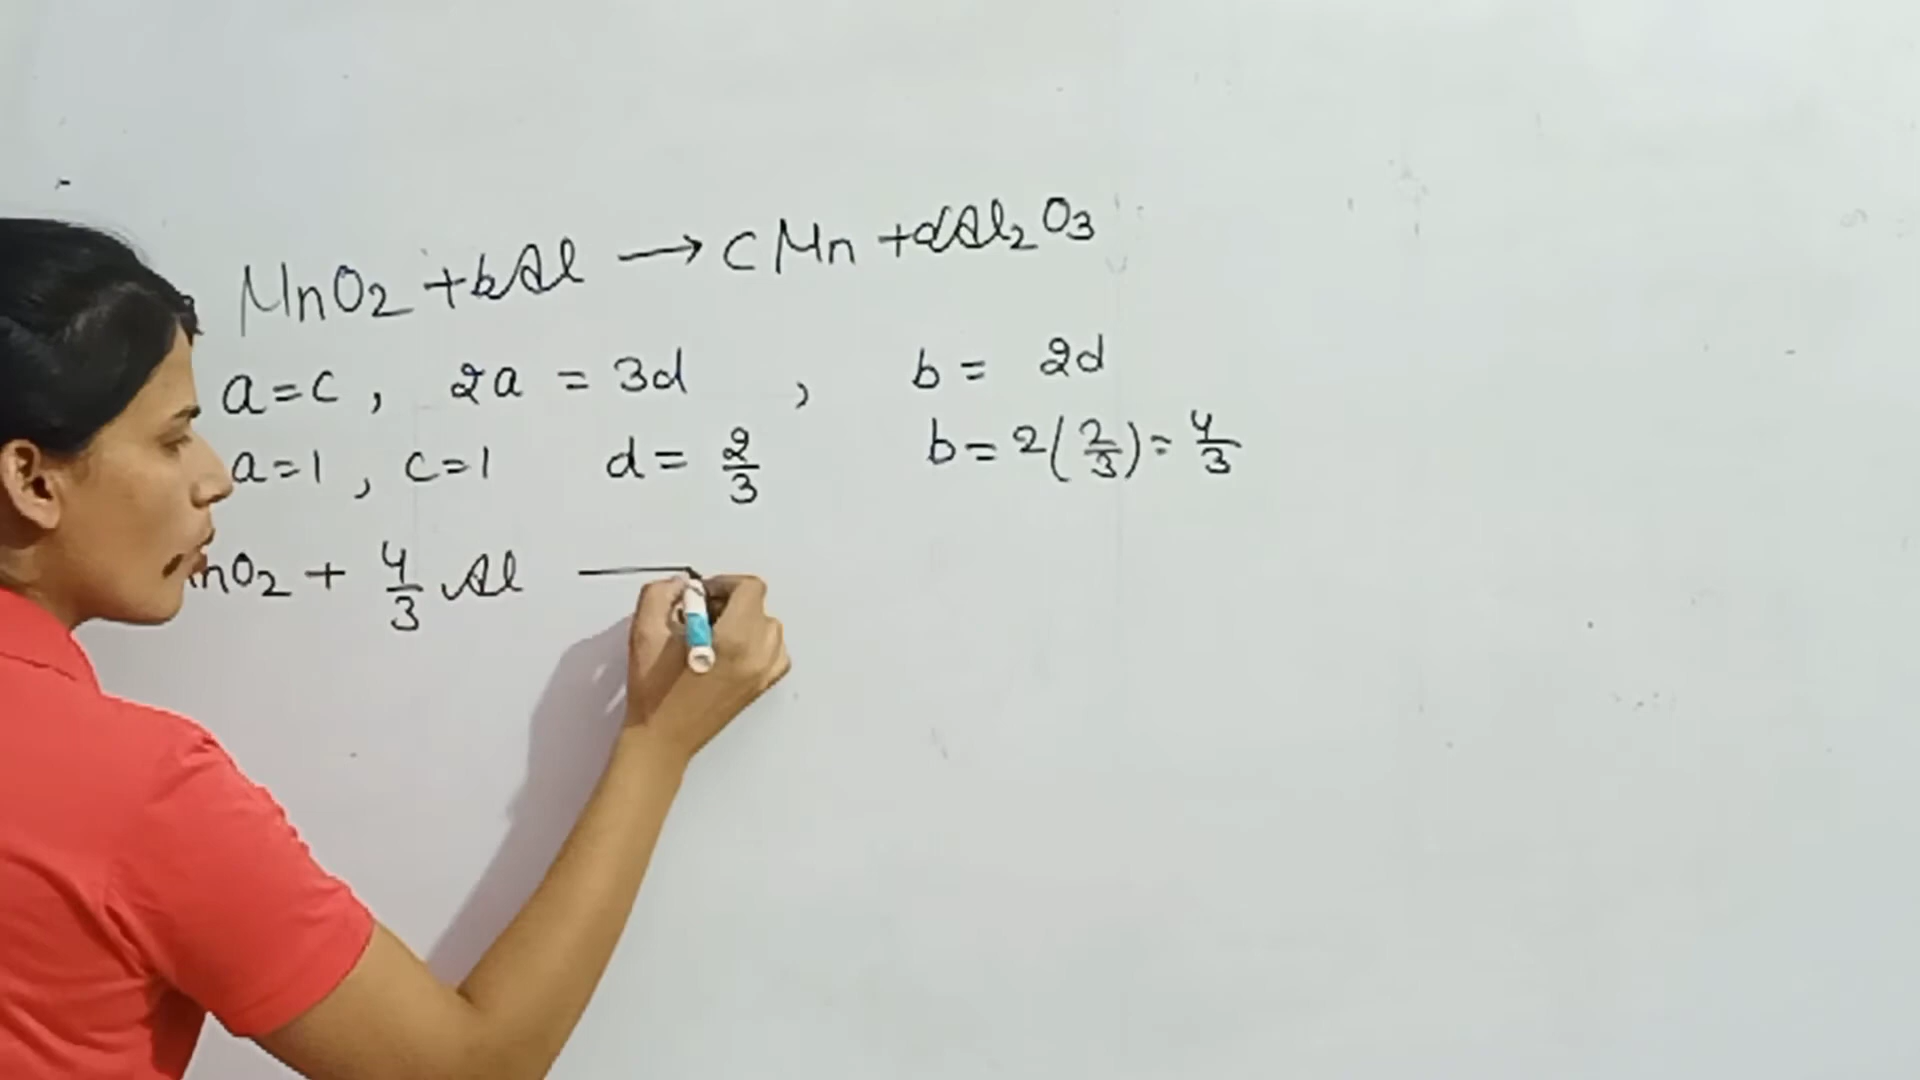 MnO2 + bAl → cMn + dAl2O3
a = c, 2a = 3d, b = 2d
a = 1, c = 1 d = 2/3 b = 2(2/3) = 4/3
nO2 + 4/3 Al —